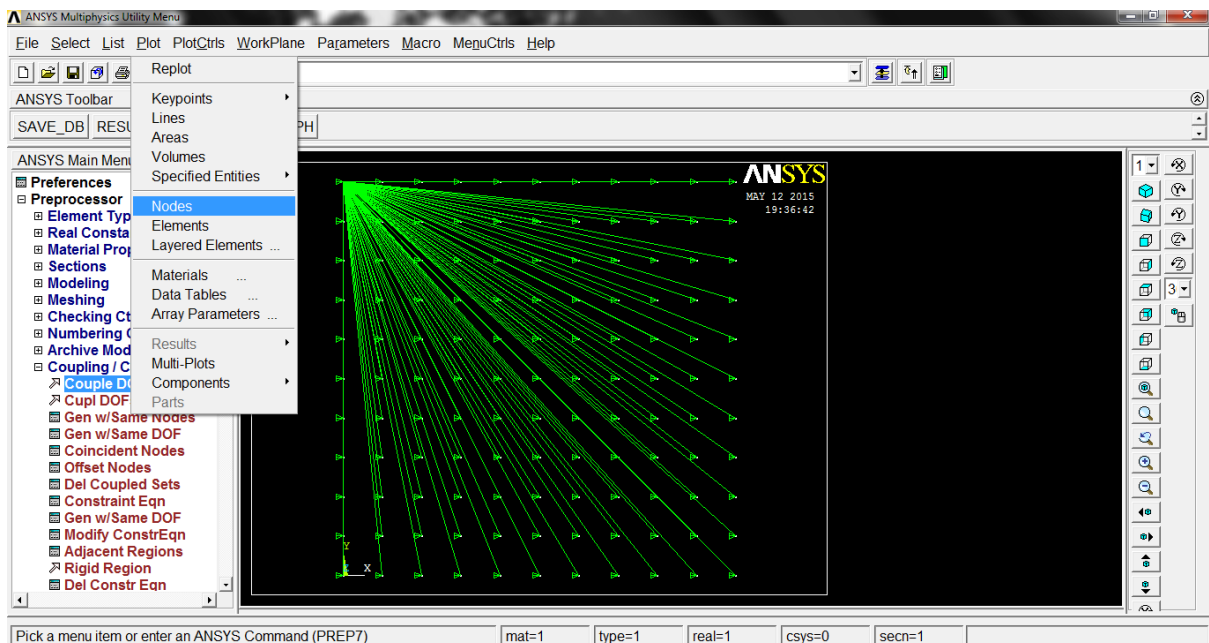 ANSYS Multiphysics Utility Menu
File Select List Plot PlotCtrls WorkPlane Parameters Macro MenuCtrls Help
ANSYS Toolbar
SAVE_DB
Replot
Keypoints
Lines
Areas
Volumes
Specified Entities
Nodes
Elements
Layered Elements ...
Materials ...
Data Tables ...
Array Parameters ...
Results
Multi-Plots
Components
Parts
ANSYS Main Menu
Preferences
Preprocessor
Element Typ
Real Consta
Material Prop
Sections
Modeling
Meshing
Checking Ct
Numbering
Archive Mod
Coupling / C
Couple DO
Cupl DOF
Gen w/Same Nodes
Gen w/Same DOF
Coincident Nodes
Offset Nodes
Del Coupled Sets
Constraint Eqn
Gen w/Same DOF
Modify ConstrEqn
Adjacent Regions
Rigid Region
Del Constr Eqn
ANSYS
MAY 12 2015
19:36:42
Y
X
1
3
Pick a menu item or enter an ANSYS Command (PREP7)
mat=1
type=1
real=1
csys=0
secn=1